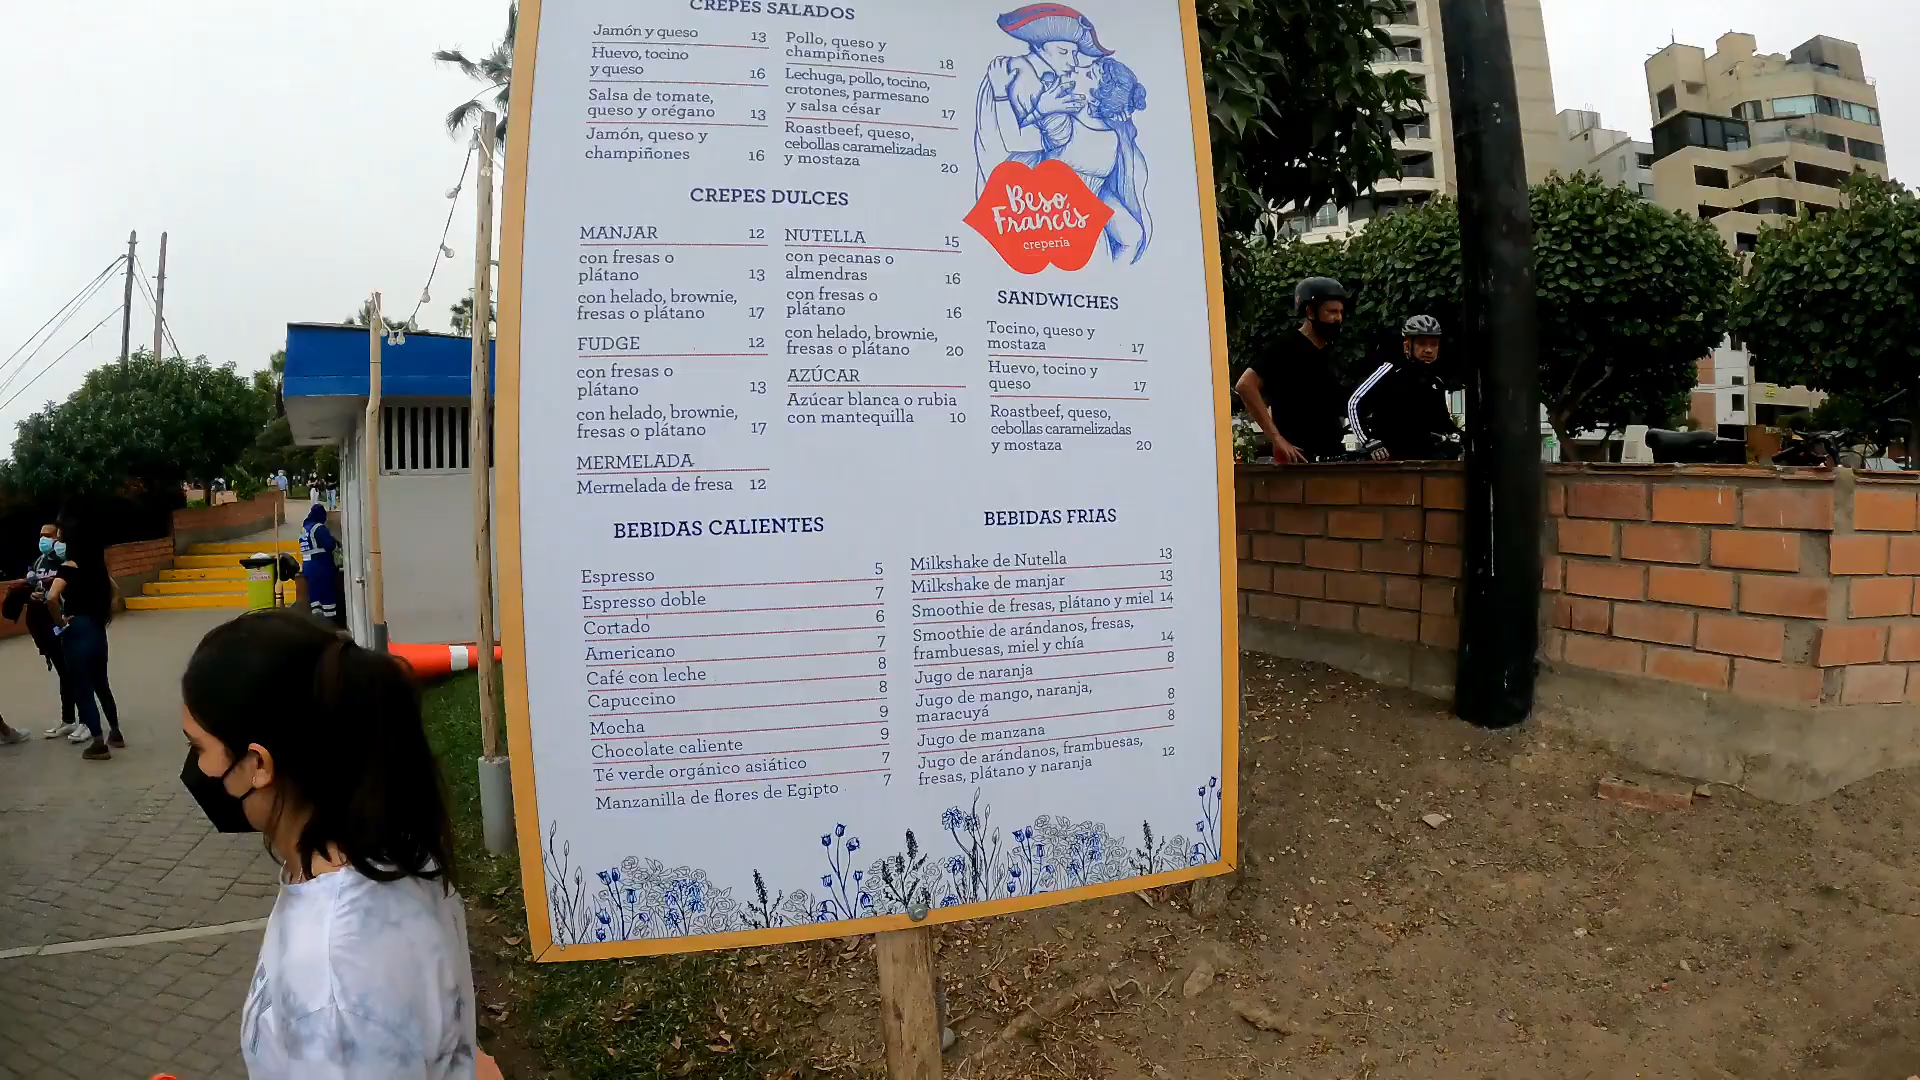 CREPES SALADOS
Jamón y queso 13
Huevo, tocino
y queso 16
Salsa de tomate,
queso y orégano 13
Jamón, queso y
champiñones 16
Pollo, queso y
champiñones 18
Lechuga, pollo, tocino,
crotones, parmesano
y salsa césar 17
Roastbeef, queso,
cebollas caramelizadas
y mostaza 20
Beso
Francés
creperia
CREPES DULCES
MANJAR 12
con fresas o
plátano 13
con helado, brownie,
fresas o plátano 17
FUDGE 12
con fresas o
plátano 13
con helado, brownie,
fresas o plátano 17
MERMELADA
Mermelada de fresa 12
NUTELLA 15
con pecanas o
almendras 16
con fresas o
plátano 16
con helado, brownie,
fresas o plátano 20
AZÚCAR
Azúcar blanca o rubia
con mantequilla 10
SANDWICHES
Tocino, queso y
mostaza 17
Huevo, tocino y
queso 17
Roastbeef, queso,
cebollas caramelizadas
y mostaza 20
BEBIDAS CALIENTES
Espresso 5
Espresso doble 7
Cortado 6
Americano 7
Café con leche 8
Capuccino 8
Mocha 9
Chocolate caliente 9
Té verde orgánico asiático 7
Manzanilla de flores de Egipto 7
BEBIDAS FRIAS
Milkshake de Nutella 13
Milkshake de manjar 13
Smoothie de fresas, plátano y miel 14
Smoothie de arándanos, fresas,
frambuesas, miel y chía 14
Jugo de naranja 8
Jugo de mango, naranja,
maracuyá 8
Jugo de manzana 8
Jugo de arándanos, frambuesas,
fresas, plátano y naranja 12